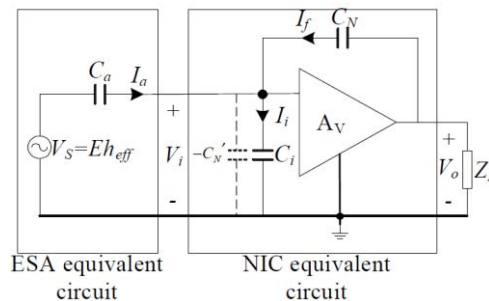 I_f
C_N
C_a
I_a
+
I_i
A_V
+
V_S=Eh_eff
V_i
-C_N'
C_i
V_o
-
-
ESA equivalent
circuit
NIC equivalent
circuit